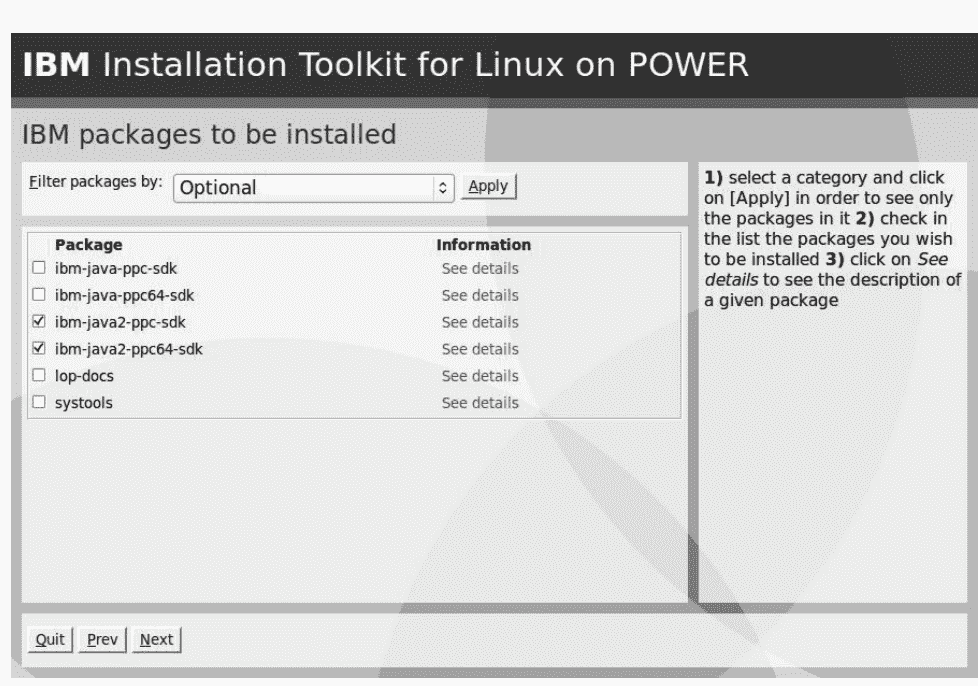 IBM Installation Toolkit for Linux on POWER
IBM packages to be installed
Filter packages by: Optional Apply
Package Information
ibm-java-ppc-sdk See details
ibm-java-ppc64-sdk See details
ibm-java2-ppc-sdk See details
ibm-java2-ppc64-sdk See details
lop-docs See details
systools See details
1) select a category and click
on [Apply] in order to see only
the packages in it 2) check in
the list the packages you wish
to be installed 3) click on See
details to see the description of
a given package
Quit Prev Next